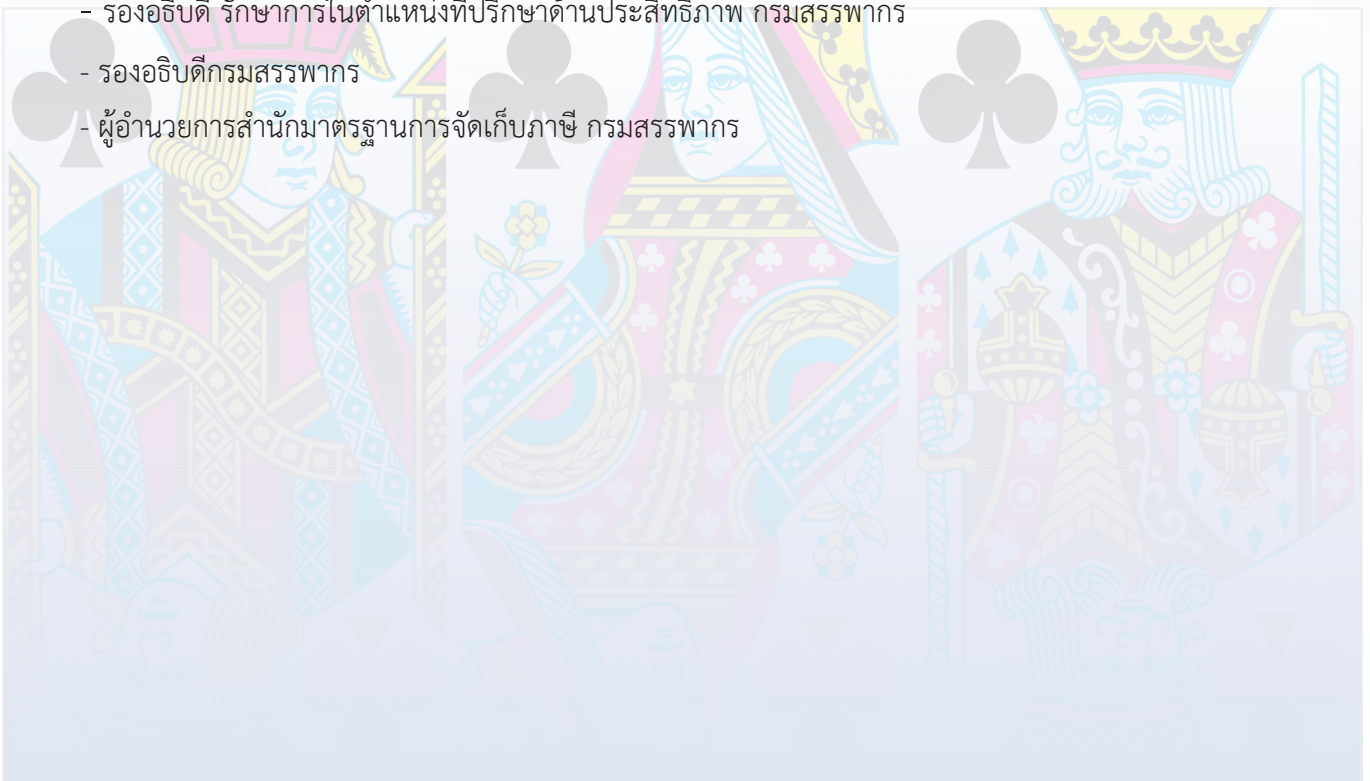 - รองอธิบดี รักษาการในตำแหน่งที่ปรึกษาด้านประสิทธิภาพ กรมสรรพากร
- รองอธิบดีกรมสรรพากร
- ผู้อำนวยการสำนักมาตรฐานการจัดเก็บภาษี กรมสรรพากร